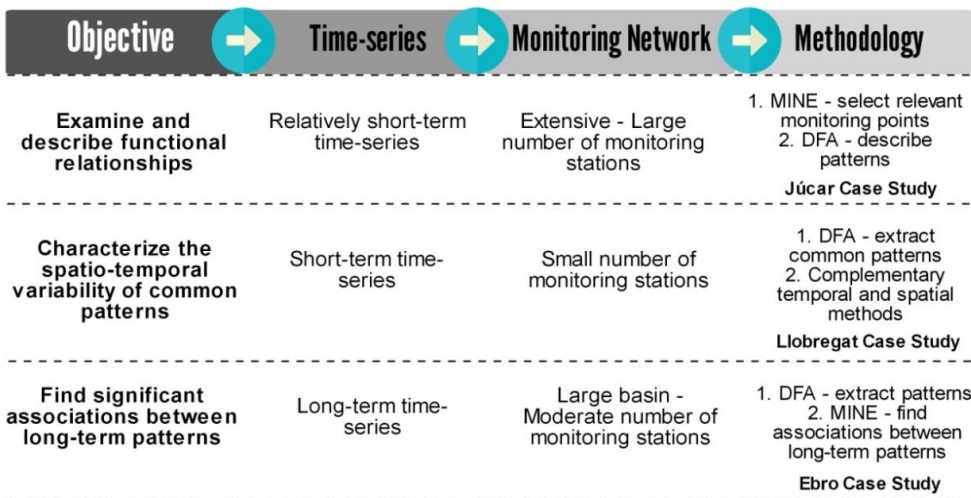 Objective
Time-series
Monitoring Network
Methodology
Examine and
describe functional
relationships
Relatively short-term
time-series
Extensive - Large
number of monitoring
stations
1. MINE - select relevant
monitoring points
2. DFA - describe
patterns
Júcar Case Study
Characterize the
spatio-temporal
variability of common
patterns
Short-term time-
series
Small number of
monitoring stations
1. DFA - extract
common patterns
2. Complementary
temporal and spatial
methods
Llobregat Case Study
Find significant
associations between
long-term patterns
Long-term time-
series
Large basin -
Moderate number of
monitoring stations
1. DFA - extract patterns
2. MINE - find
associations between
long-term patterns
Ebro Case Study